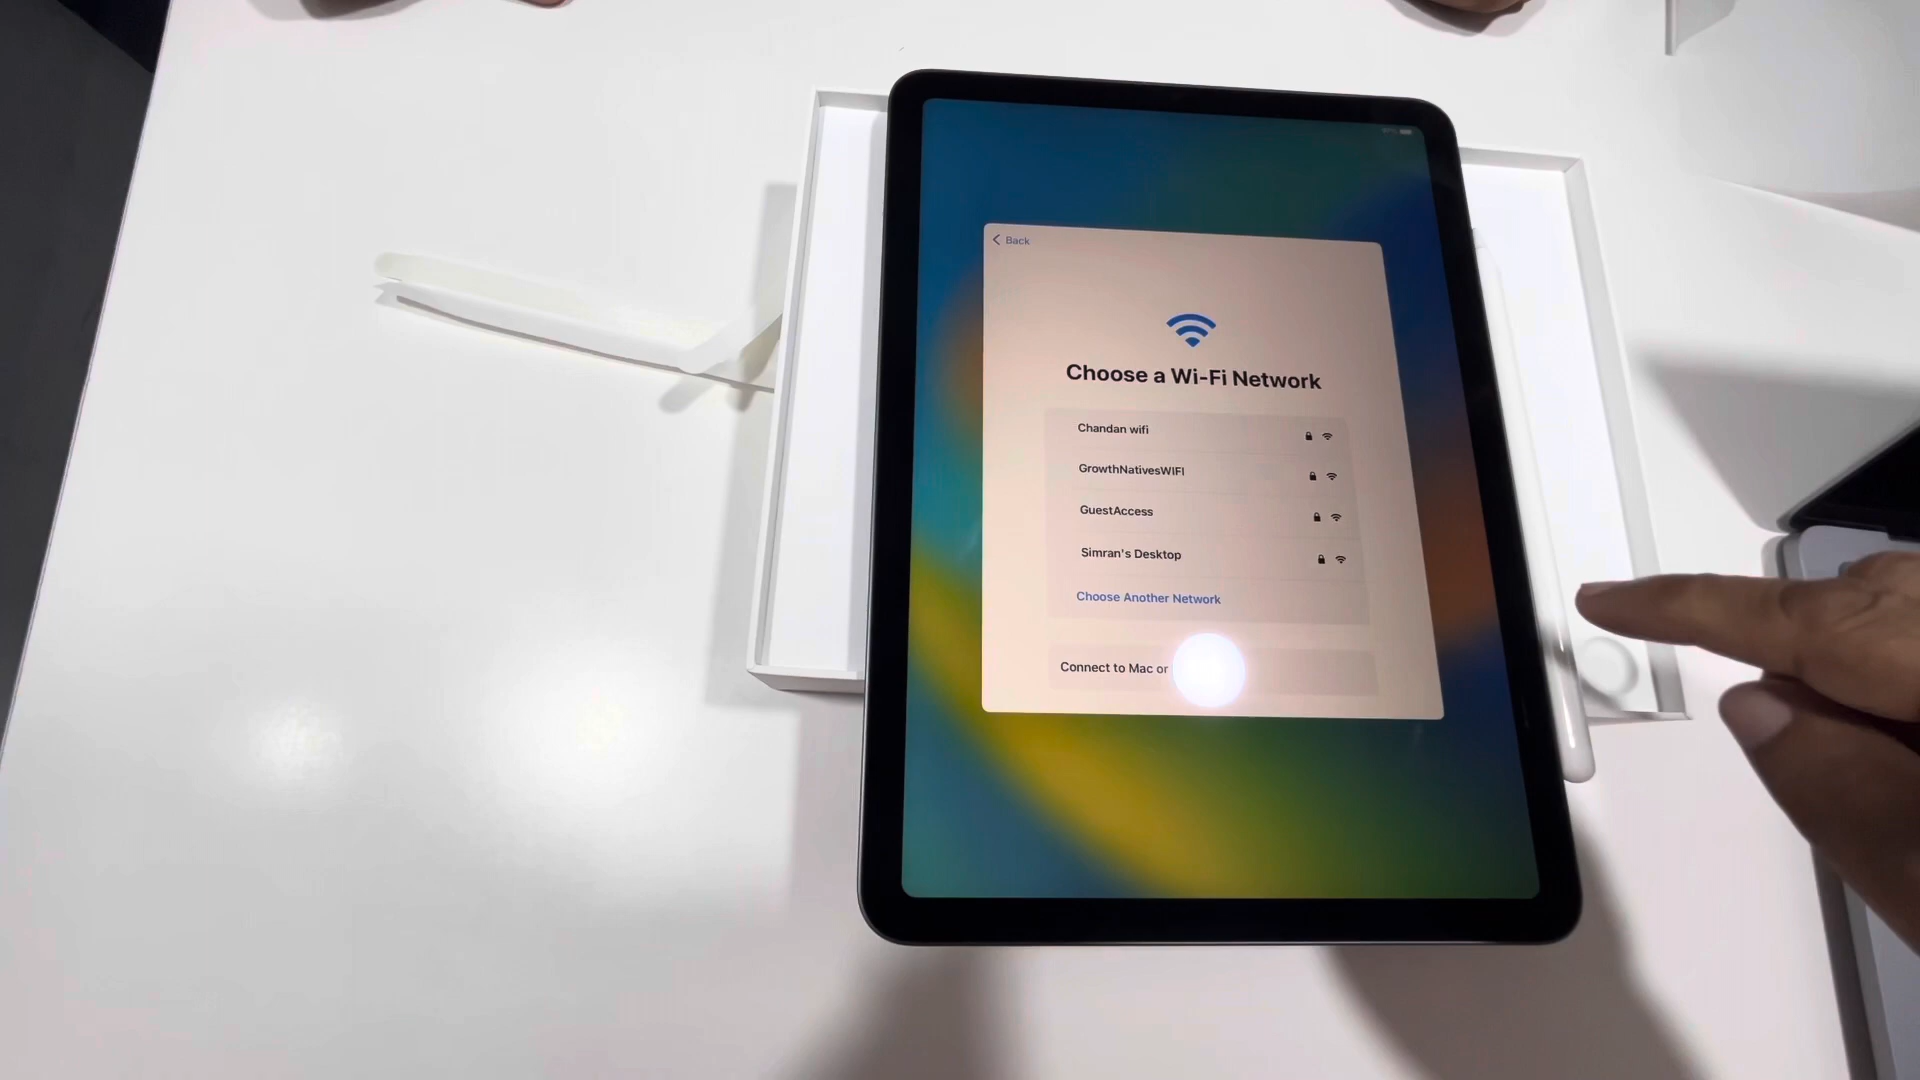 Back
Choose a Wi-Fi Network
Chandan wifi
GrowthNativesWIFI
GuestAccess
Simran's Desktop
Choose Another Network
Connect to Mac or